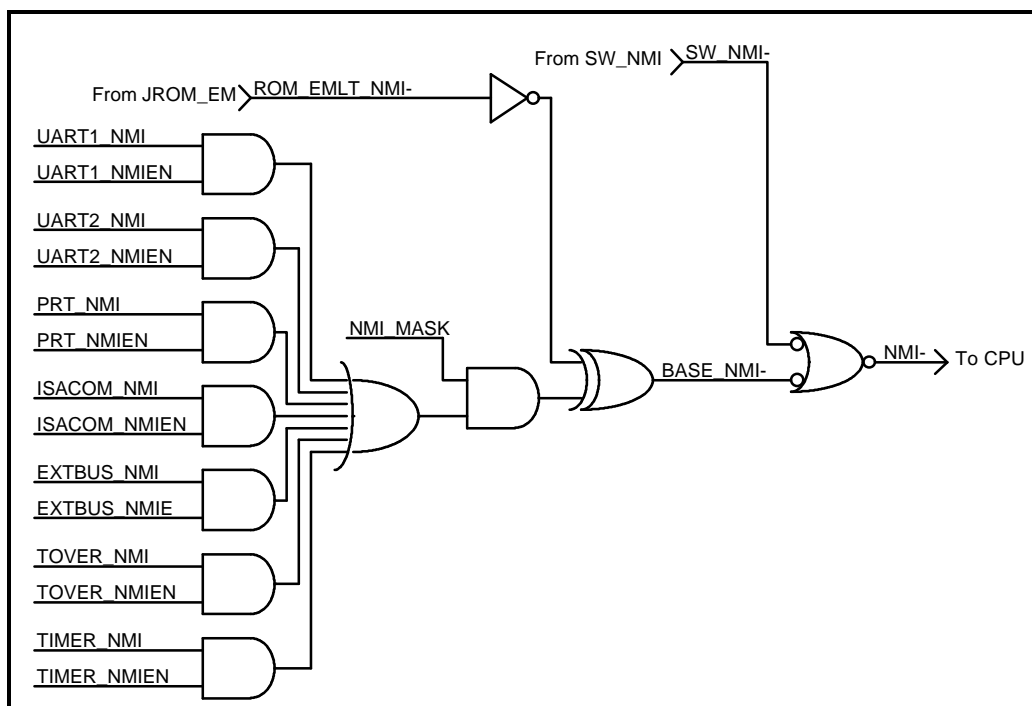 From SW_NMI SW_NMI-
From JROM_EM ROM_EMLT_NMI-
UART1_NMI
UART1_NMIEN
UART2_NMI
UART2_NMIEN
PRT_NMI
PRT_NMIEN
NMI_MASK
ISACOM_NMI
ISACOM_NMIEN
BASE_NMI-
NMI- To CPU
EXTBUS_NMI
EXTBUS_NMIE
TOVER_NMI
TOVER_NMIEN
TIMER_NMI
TIMER_NMIEN